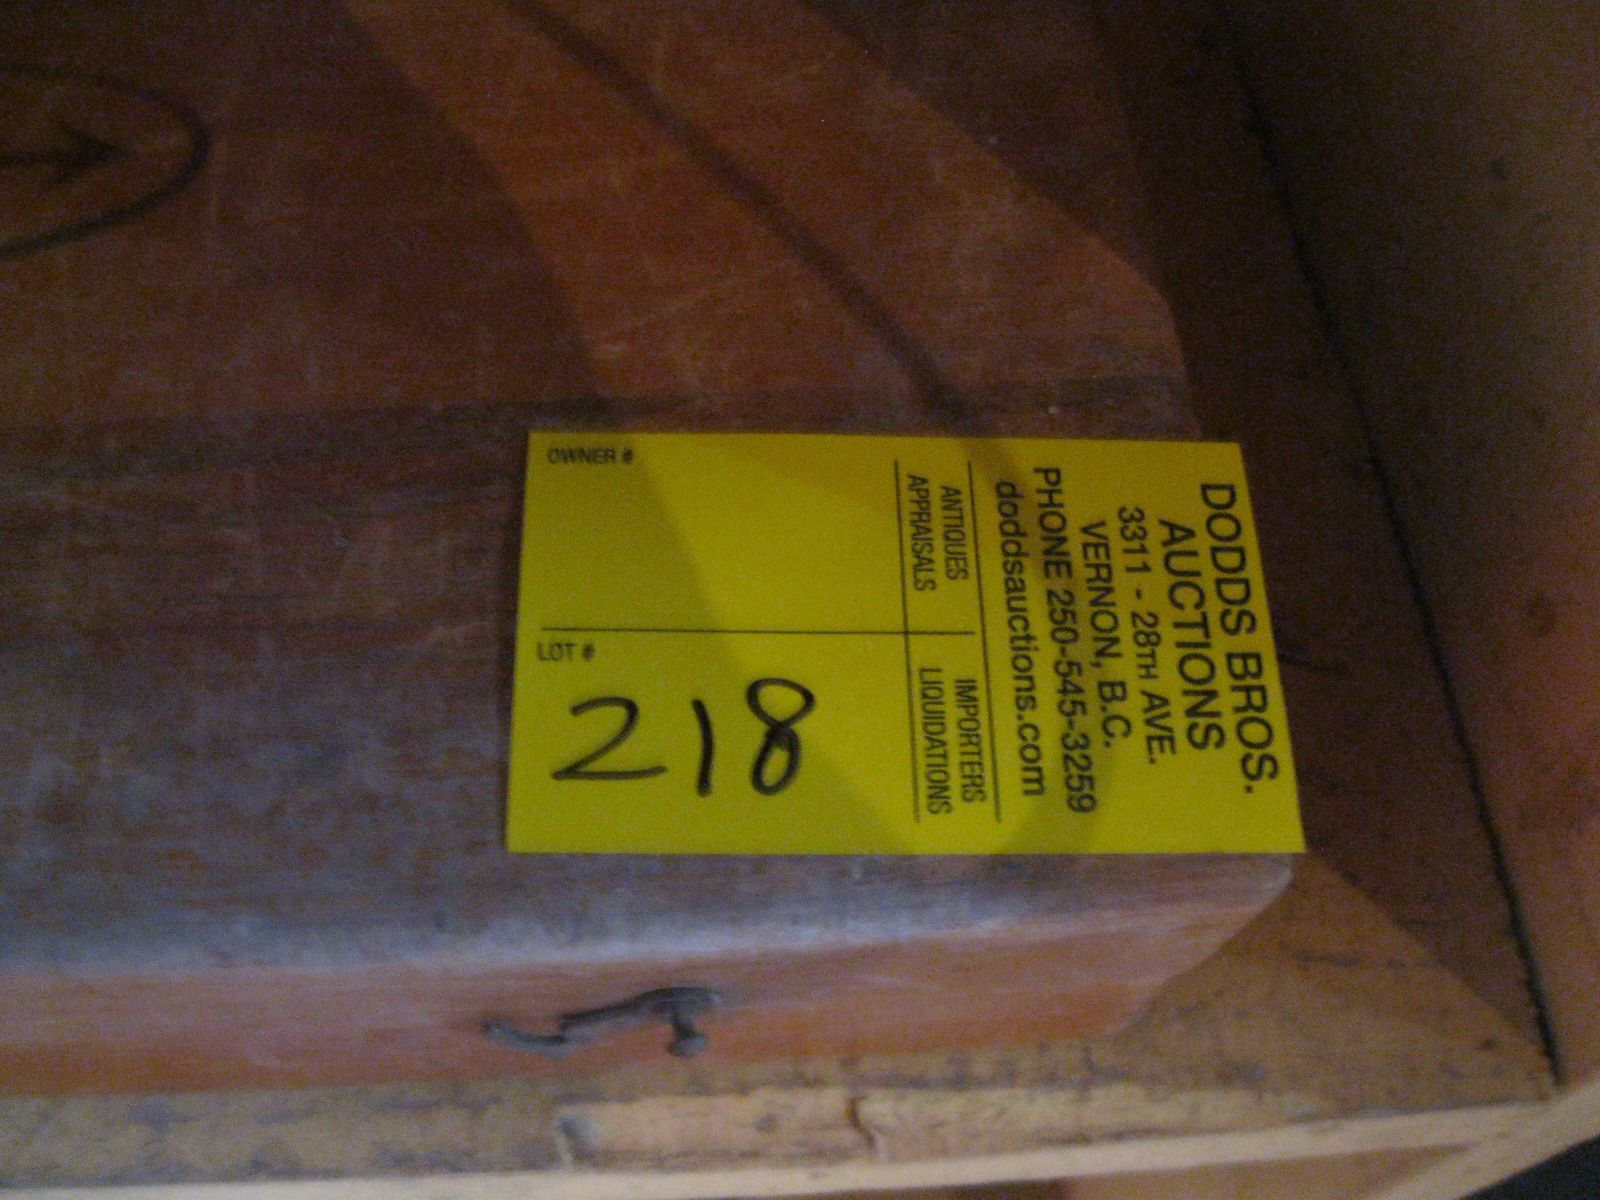 DODDS BROS.
AUCTIONS
3311 - 28TH AVE.
VERNON, B.C.
PHONE 250-545-3259
doddsauctions.com
ANTIQUES
APPRAISALS
IMPORTERS
LIQUIDATIONS
OWNER #
LOT #
218